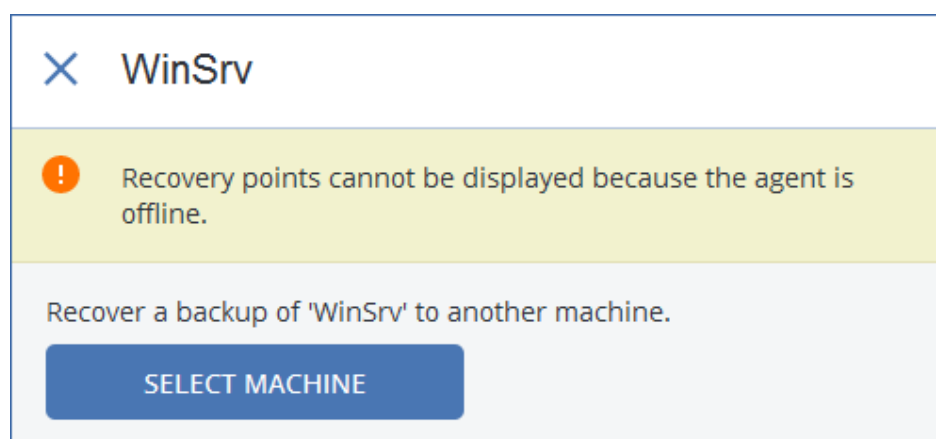 WinSrv
Recovery points cannot be displayed because the agent is
offline.
Recover a backup of 'WinSrv' to another machine.
SELECT MACHINE